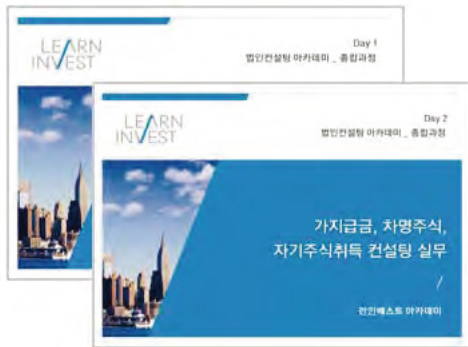 LEARN
INVEST
Day 1
법인컨설팅 아카데미 _ 종합과정
LEARN
INVEST
Day 2
법인컨설팅 아카데미 _ 종합과정
가지급금, 차명주식,
자기주식취득 컨설팅 실무
/
런인베스트 아카데미